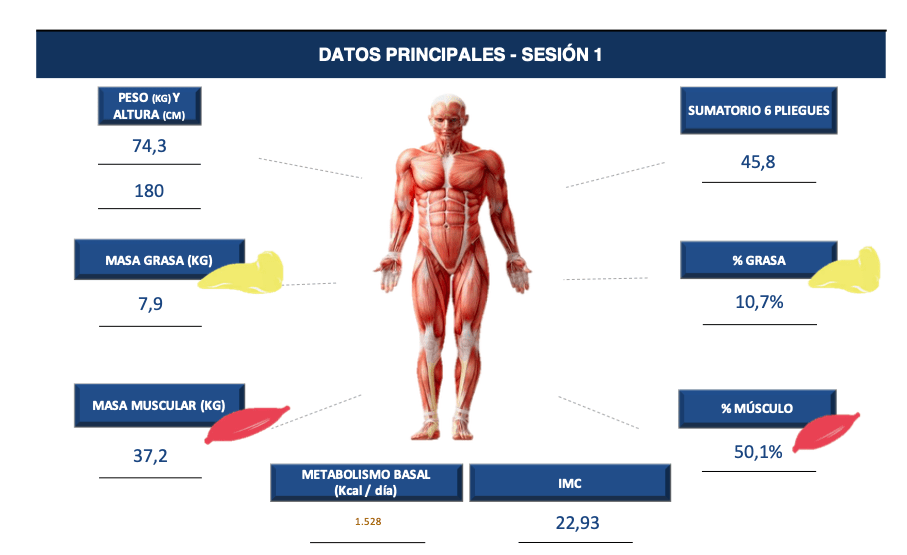 DATOS PRINCIPALES - SESIÓN 1
PESO (KG) Y
ALTURA (CM)
74,3
180
SUMATORIO 6 PLIEGUES
45,8
MASA GRASA (KG)
7,9
% GRASA
10,7%
MASA MUSCULAR (KG)
37,2
% MÚSCULO
50,1%
METABOLISMO BASAL
(Kcal / día)
1.528
IMC
22,93